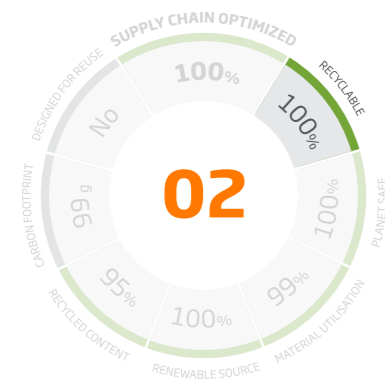 SUPPLY CHAIN OPTIMIZED
100%
RECYCLABLE
100%
PLANET SAFE
100%
MATERIAL UTILISATION
99%
RENEWABLE SOURCE
100%
RECYCLED CONTENT
95%
CARBON FOOTPRINT
66 g
DESIGNED FOR REUSE
No
02